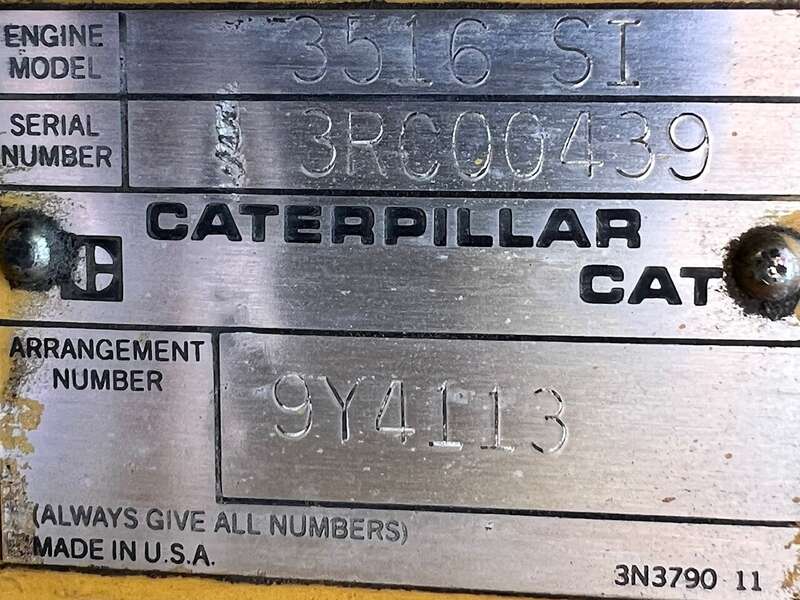 ENGINE MODEL 3516 SI
SERIAL NUMBER 3RC00439
CATERPILLAR
CAT
ARRANGEMENT NUMBER 9Y4113
(ALWAYS GIVE ALL NUMBERS)
MADE IN U.S.A.
3N3790 11